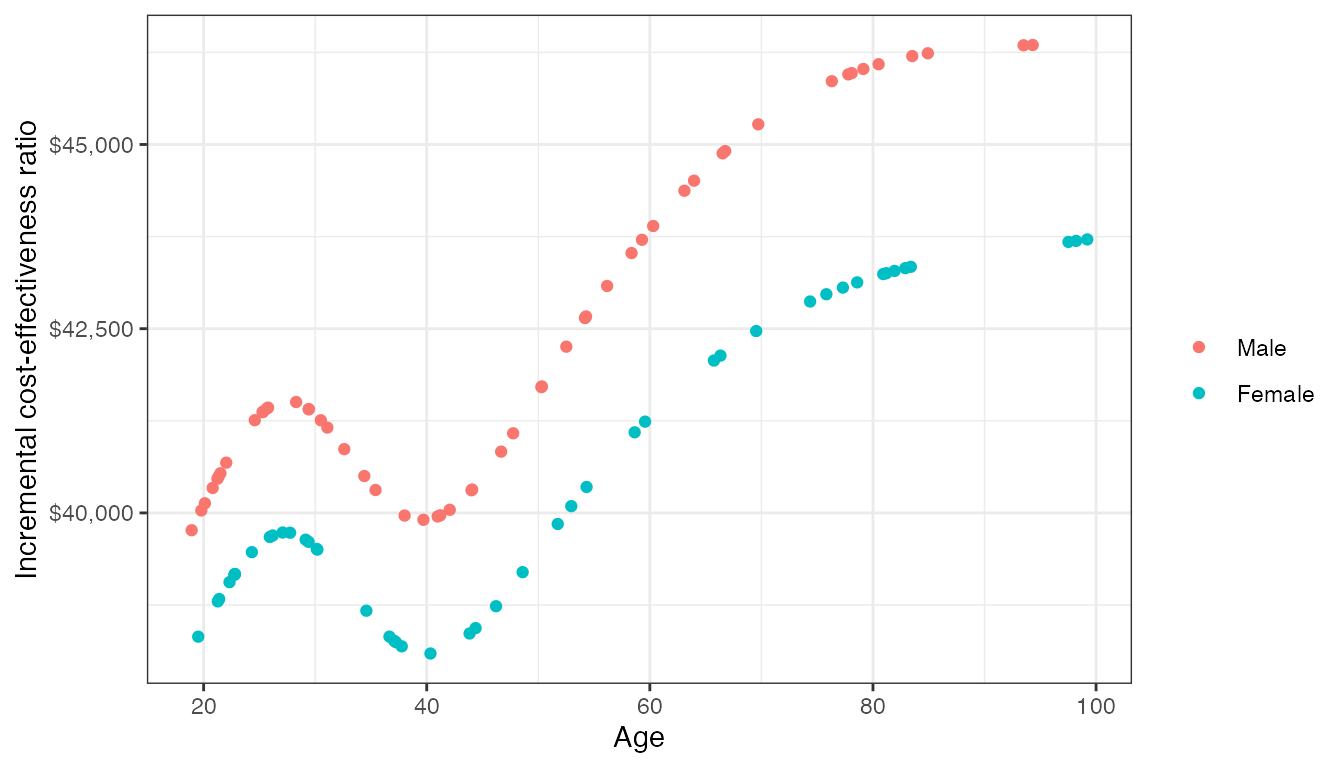 Incremental cost-effectiveness ratio
$45,000
$42,500
$40,000
20 40 60 80 100
Age
Male
Female